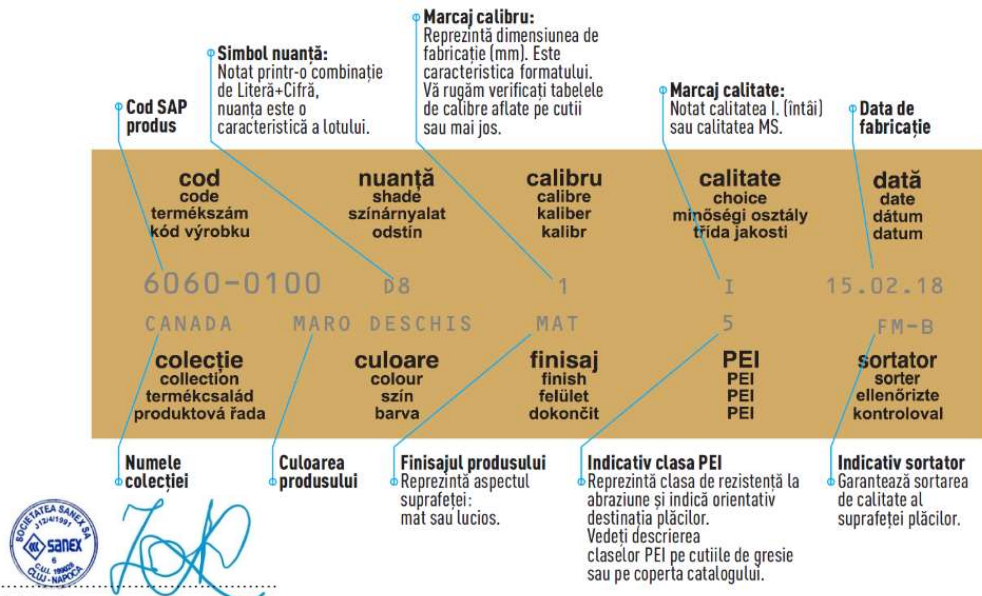 Marcaj calibru:
Reprezintă dimensiunea de
fabricație (mm). Este
caracteristica formatului.
Vă rugăm verificați tabelele
de calibre aflate pe cutii
sau mai jos.
Simbol nuanță:
Notat printr-o combinație
de Literă+Cifră,
nuanța este o
caracteristică a lotului.
Cod SAP
produs
Marcaj calitate:
Notat calitatea I. (întâi)
sau calitatea MS.
Data de
fabricație
cod
code
termékszám
kód výrobku
nuanță
shade
színárnyalat
odstín
calibru
calibre
kaliber
kalibr
calitate
choice
minőségi osztály
třída jakosti
dată
date
dátum
datum
6060-0100 D8 1 I 15.02.18
CANADA MARO DESCHIS MAT 5 FM-B
colecție
collection
termékcsalád
produktová řada
culoare
colour
szín
barva
finisaj
finish
felület
dokončit
PEI
PEI
PEI
PEI
sortator
sorter
ellenőrizte
kontroloval
Numele
colecției
Culoarea
produsului
Finisajul produsului
Reprezintă aspectul
suprafeței:
mat sau lucios.
Indicativ clasa PEI
Reprezintă clasa de rezistență la
abraziune și indică orientativ
destinația plăcilor.
Vedeți descrierea
claselor PEI pe cutiile de gresie
sau pe coperta catalogului.
Indicativ sortator
Garantează sortarea
de calitate al
suprafeței plăcilor.
SOCIETATEA SANEX SA
J12/4/1991
sanex
6
C.U.I. 199028
CLUJ - NAPOCA